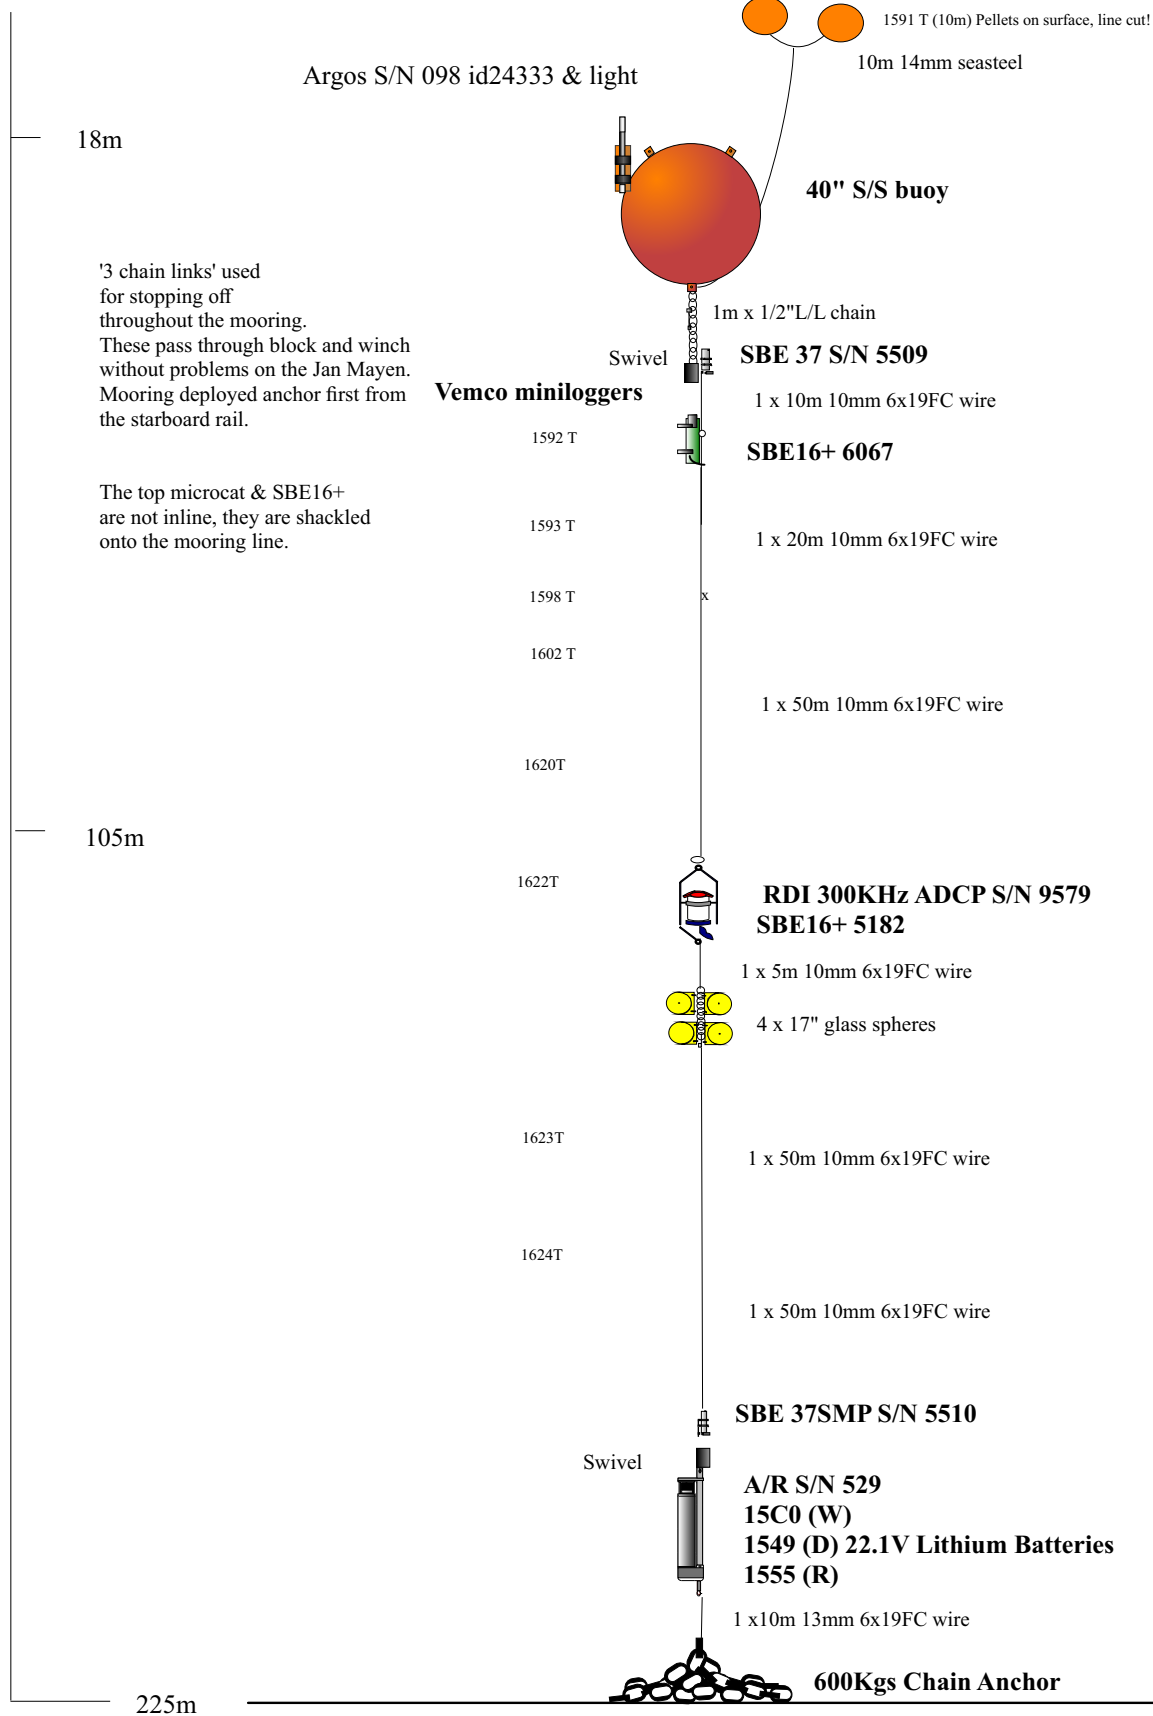 1591 T (10m) Pellets on surface, line cut!
10m 14mm seasteel
Argos S/N 098 id24333 & light
18m
40" S/S buoy
'3 chain links' used
for stopping off
throughout the mooring.
These pass through block and winch
without problems on the Jan Mayen.
Mooring deployed anchor first from
the starboard rail.
1m x 1/2"L/L chain
Swivel
SBE 37 S/N 5509
Vemco miniloggers
1 x 10m 10mm 6x19FC wire
1592 T
SBE16+ 6067
The top microcat & SBE16+
are not inline, they are shackled
onto the mooring line.
1593 T
1 x 20m 10mm 6x19FC wire
1598 T
x
1602 T
1 x 50m 10mm 6x19FC wire
1620T
105m
1622T
RDI 300KHz ADCP S/N 9579
SBE16+ 5182
1 x 5m 10mm 6x19FC wire
4 x 17" glass spheres
1623T
1 x 50m 10mm 6x19FC wire
1624T
1 x 50m 10mm 6x19FC wire
SBE 37SMP S/N 5510
Swivel
A/R S/N 529
15C0 (W)
1549 (D) 22.1V Lithium Batteries
1555 (R)
1 x10m 13mm 6x19FC wire
600Kgs Chain Anchor
225m